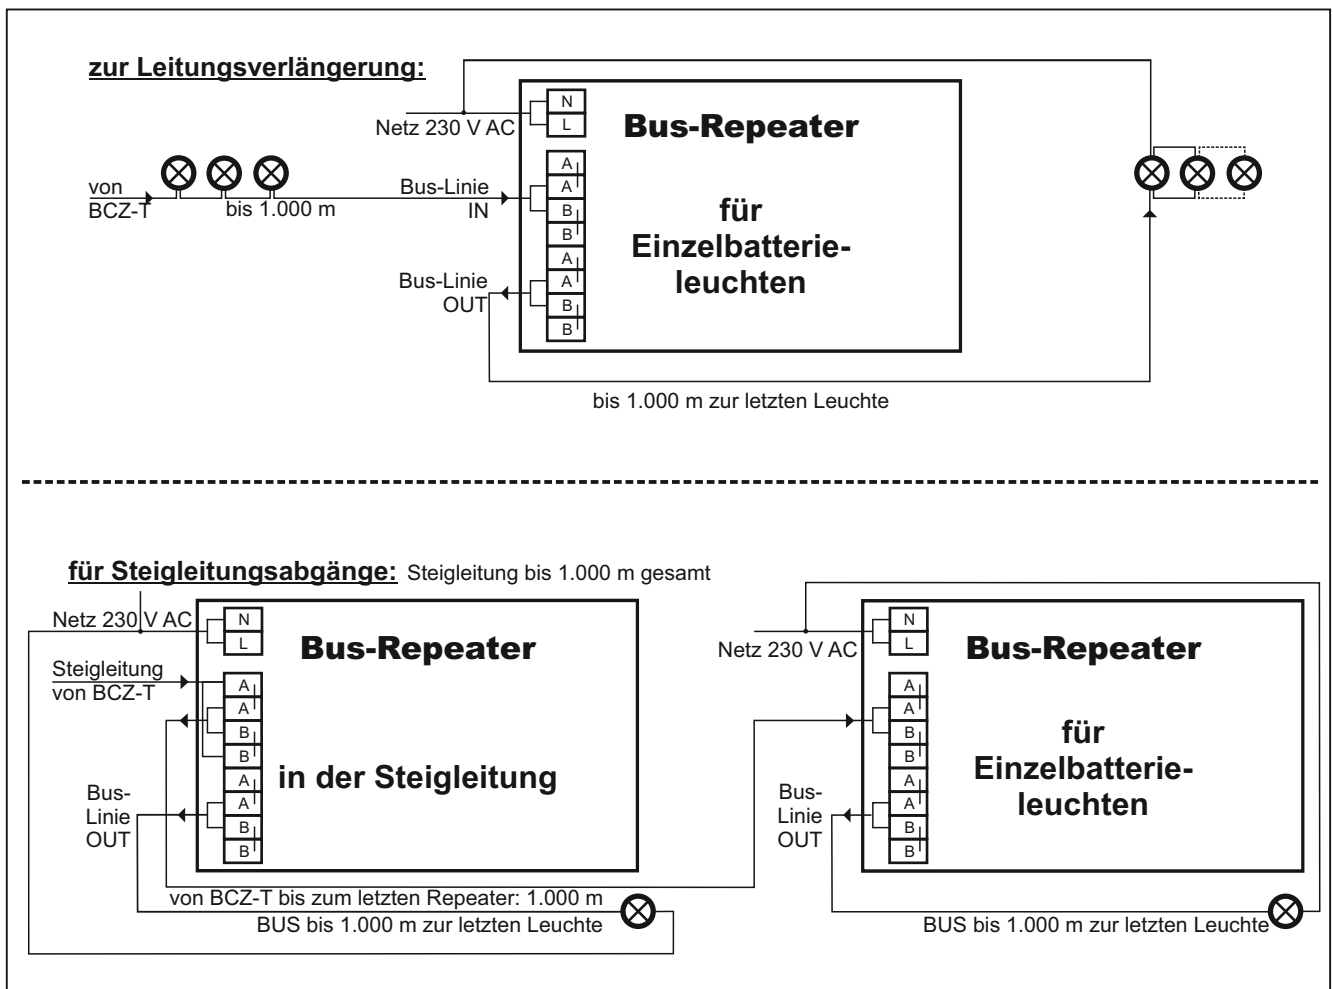 zur Leitungsverlängerung:
Netz 230 V AC
N
L
Bus-Repeater
für
Einzelbatterie-
leuchten
von
BCZ-T
bis 1.000 m
Bus-Linie
IN
A
A
B
B
A
A
B
B
Bus-Linie
OUT
bis 1.000 m zur letzten Leuchte
für Steigleitungsabgänge: Steigleitung bis 1.000 m gesamt
Netz 230 V AC
N
L
Bus-Repeater
in der Steigleitung
Steigleitung
von BCZ-T
A
A
B
B
A
A
B
B
Bus-
Linie
OUT
von BCZ-T bis zum letzten Repeater: 1.000 m
BUS bis 1.000 m zur letzten Leuchte
Netz 230 V AC
N
L
Bus-Repeater
für
Einzelbatterie-
leuchten
A
A
B
B
A
A
B
B
Bus-
Linie
OUT
BUS bis 1.000 m zur letzten Leuchte